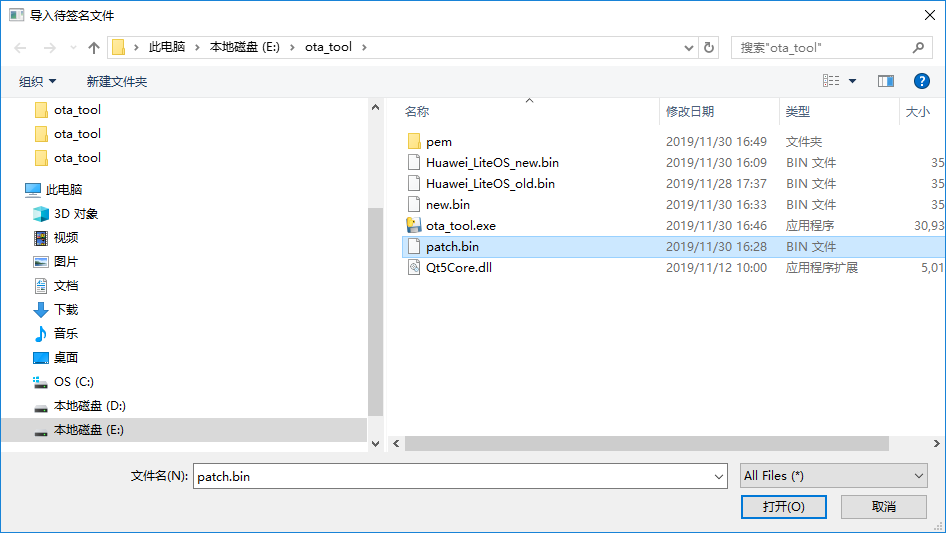 导入待签名文件
此电脑 本地磁盘 (E:) ota_tool
搜索"ota_tool"
组织 新建文件夹
ota_tool
ota_tool
ota_tool
此电脑
3D 对象
视频
图片
文档
下载
音乐
桌面
OS (C:)
本地磁盘 (D:)
本地磁盘 (E:)
名称 修改日期 类型 大小
pem 2019/11/30 16:49 文件夹
Huawei_LiteOS_new.bin 2019/11/30 16:09 BIN 文件 35
Huawei_LiteOS_old.bin 2019/11/28 17:37 BIN 文件 35
new.bin 2019/11/30 16:33 BIN 文件 35
ota_tool.exe 2019/11/30 16:46 应用程序 30,93
patch.bin 2019/11/30 16:28 BIN 文件
Qt5Core.dll 2019/11/12 10:00 应用程序扩展 5,01
文件名(N): patch.bin All Files (*)
打开(O) 取消